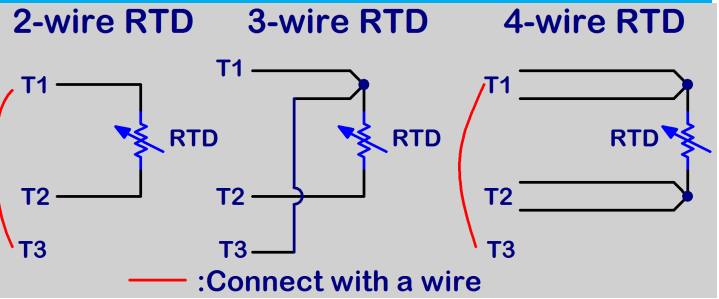 2-wire RTD
3-wire RTD
4-wire RTD
T1
RTD
T2
T3
T1
RTD
T2
T3
T1
RTD
T2
T3
:Connect with a wire